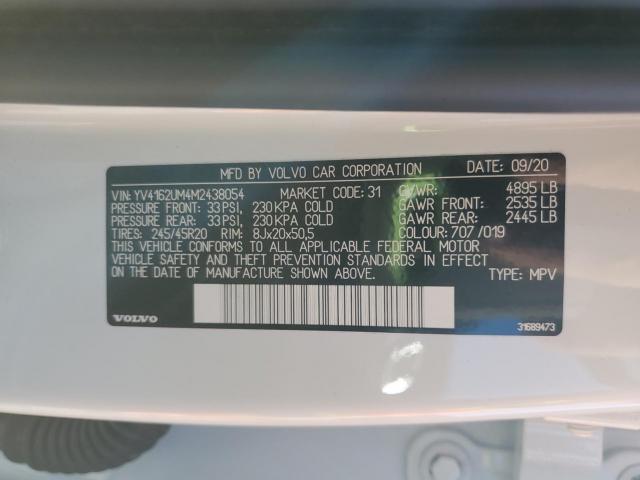 MFD BY VOLVO CAR CORPORATION DATE: 09/20
VIN: YV4162UM4M2438054 MARKET CODE: 31 GVWR: 4895 LB
PRESSURE FRONT: 33 PSI, 230 KPA COLD GAWR FRONT: 2535 LB
PRESSURE REAR: 33 PSI, 230 KPA COLD GAWR REAR: 2445 LB
TIRES: 245/45R20 RIM: 8Jx20x50,5 COLOUR: 707 /019
THIS VEHICLE CONFORMS TO ALL APPLICABLE FEDERAL MOTOR
VEHICLE SAFETY AND THEFT PREVENTION STANDARDS IN EFFECT
ON THE DATE OF MANUFACTURE SHOWN ABOVE. TYPE: MPV
VOLVO 31689473